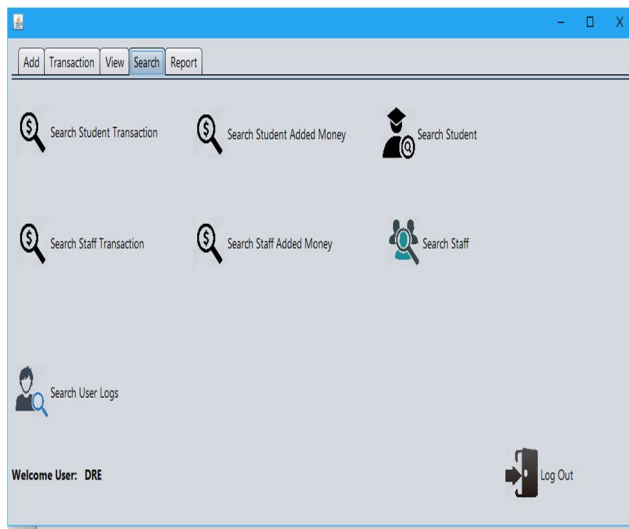 Add Transaction View Search Report
Search Student Transaction
Search Student Added Money
Search Student
Search Staff Transaction
Search Staff Added Money
Search Staff
Search User Logs
Welcome User: DRE
Log Out